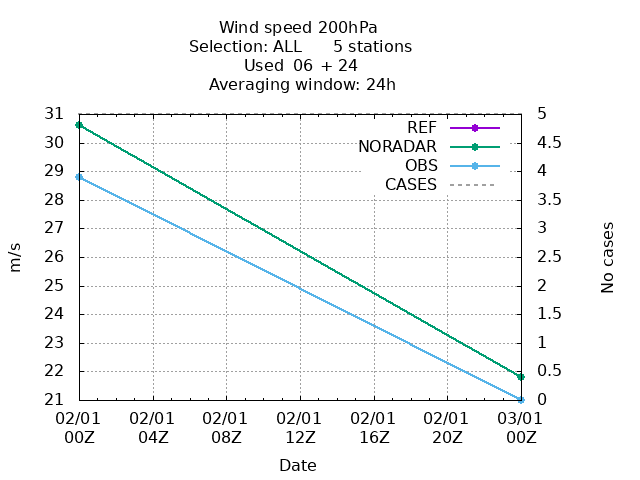 Wind speed 200hPa
Selection: ALL 5 stations
Used 06 + 24
Averaging window: 24h
31
30
29
28
27
26
25
24
23
22
21
m/s
5
4.5
4
3.5
3
2.5
2
1.5
1
0.5
0
No cases
REF
NORADAR
OBS
CASES
02/01 02/01 02/01 02/01 02/01 02/01 03/01
00Z 04Z 08Z 12Z 16Z 20Z 00Z
Date